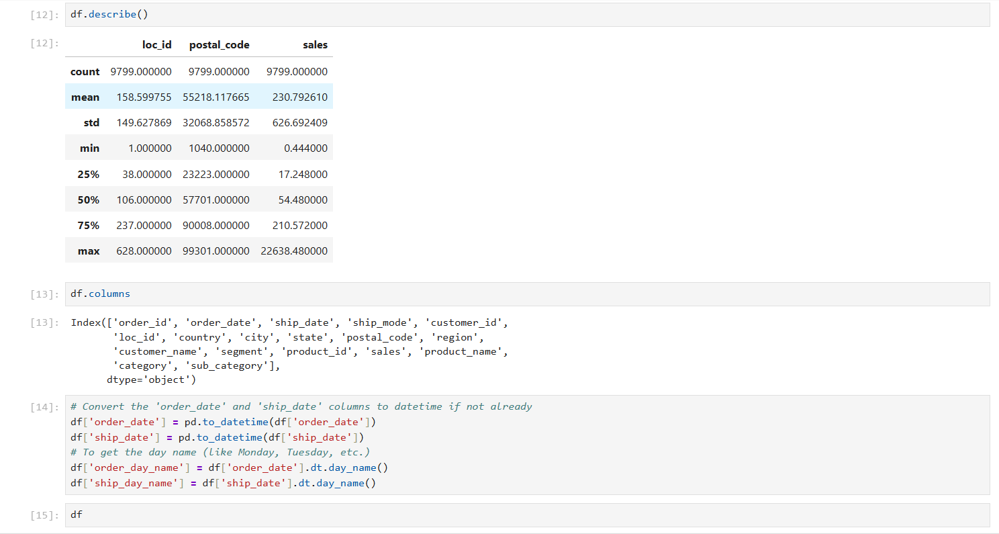 [12]: df.describe()
[12]: loc_id postal_code sales
count 9799.000000 9799.000000 9799.000000
mean 158.599755 55218.117665 230.792610
std 149.627869 32068.858572 626.692409
min 1.000000 1040.000000 0.444000
25% 38.000000 23223.000000 17.248000
50% 106.000000 57701.000000 54.480000
75% 237.000000 90008.000000 210.572000
max 628.000000 99301.000000 22638.480000
[13]: df.columns
[13]: Index(['order_id', 'order_date', 'ship_date', 'ship_mode', 'customer_id',
'loc_id', 'country', 'city', 'state', 'postal_code', 'region',
'customer_name', 'segment', 'product_id', 'sales', 'product_name',
'category', 'sub_category'],
dtype='object')
[14]: # Convert the 'order_date' and 'ship_date' columns to datetime if not already
df['order_date'] = pd.to_datetime(df['order_date'])
df['ship_date'] = pd.to_datetime(df['ship_date'])
# To get the day name (like Monday, Tuesday, etc.)
df['order_day_name'] = df['order_date'].dt.day_name()
df['ship_day_name'] = df['ship_date'].dt.day_name()
[15]: df